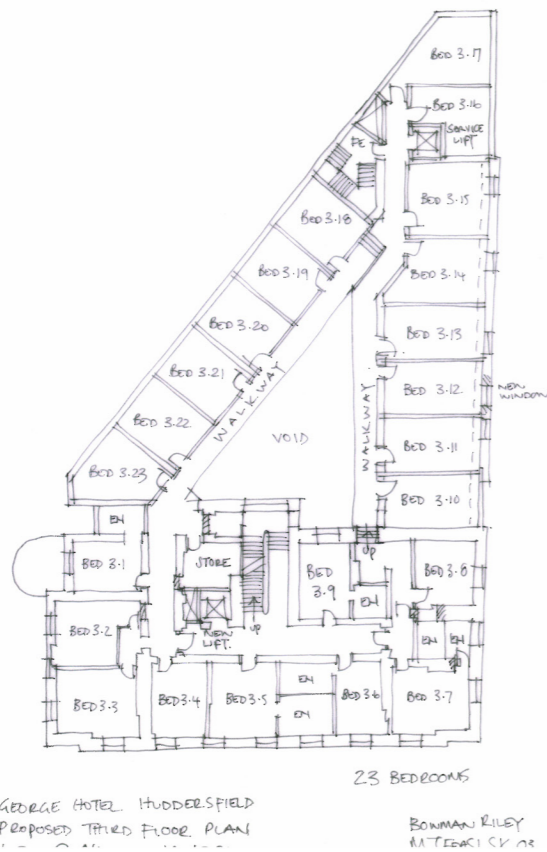 BED 3.17
BED 3.16
SERVICE
LIFT
FE
BED 3.15
BED 3.18
BED 3.14
BED 3.19
BED 3.20
BED 3.13
BED 3.21
BED 3.12
NEW
WINDOW
WALKWAY
WALKWAY
BED 3.22
VOID
BED 3.11
BED 3.23
BED 3.10
EN
UP
BED 3.1
STORE
BED
3.9
BED 3.8
EN
BED 3.2
NEW
LIFT.
UP
EN
EN
BED 3.3
BED 3.4
BED 3.5
EN
EN
BED 3.6
BED 3.7
23 BEDROOMS
GEORGE HOTEL HUDDERSFIELD
PROPOSED THIRD FLOOR PLAN
BOWMAN RILEY